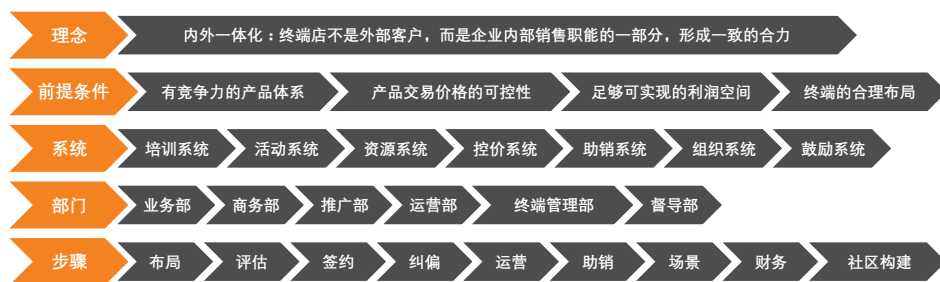 理念 内外一体化：终端店不是外部客户，而是企业内部销售职能的一部分，形成一致的合力
前提条件 有竞争力的产品体系 产品交易价格的可控性 足够可实现的利润空间 终端的合理布局
系统 培训系统 活动系统 资源系统 控价系统 助销系统 组织系统 鼓励系统
部门 业务部 商务部 推广部 运营部 终端管理部 督导部
步骤 布局 评估 签约 纠偏 运营 助销 场景 财务 社区构建